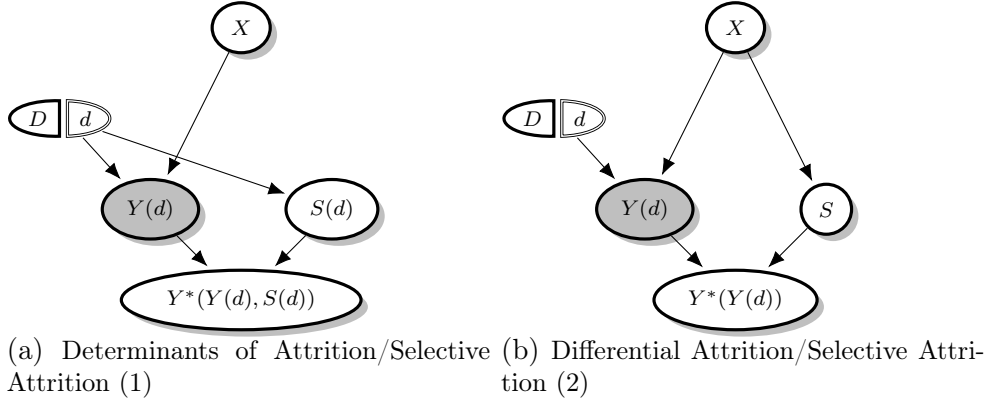 X
D d
Y(d) S(d)
Y*(Y(d), S(d))
(a) Determinants of Attrition/Selective
Attrition (1)
X
D d
Y(d) S
Y*(Y(d))
(b) Differential Attrition/Selective Attri-
tion (2)